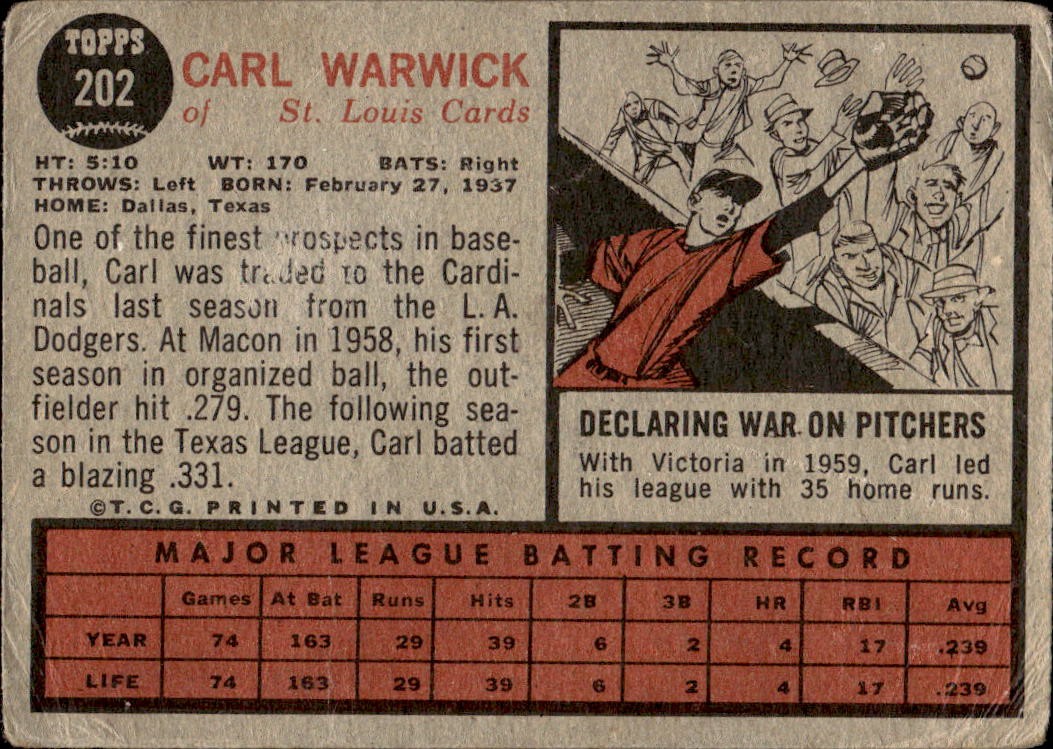 TOPPS
202
CARL WARWICK
of St. Louis Cards
HT: 5:10 WT: 170 BATS: Right
THROWS: Left BORN: February 27, 1937
HOME: Dallas, Texas
One of the finest prospects in base-
ball, Carl was traded to the Cardi-
nals last season from the L.A.
Dodgers. At Macon in 1958, his first
season in organized ball, the out-
fielder hit .279. The following sea-
son in the Texas League, Carl batted
a blazing .331.
©T.C.G. PRINTED IN U.S.A.
DECLARING WAR ON PITCHERS
With Victoria in 1959, Carl led
his league with 35 home runs.
MAJOR LEAGUE BATTING RECORD
Games At Bat Runs Hits 2B 3B HR RBI Avg
YEAR 74 163 29 39 6 2 4 17 .239
LIFE 74 163 29 39 6 2 4 17 .239